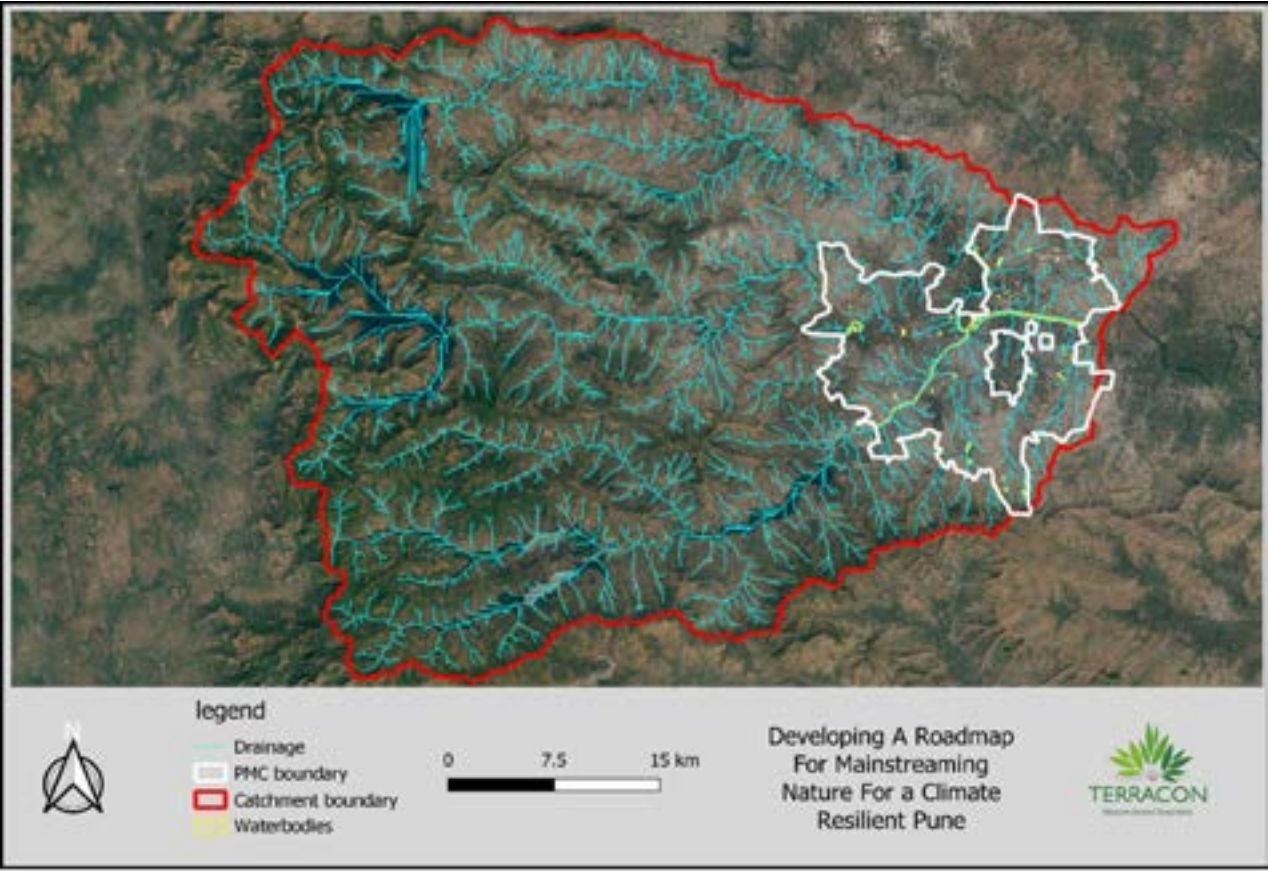 N
legend
Drainage
PMC boundary
Catchment boundary
Waterbodies
0 7.5 15 km
Developing A Roadmap
For Mainstreaming
Nature For a Climate
Resilient Pune
TERRACON